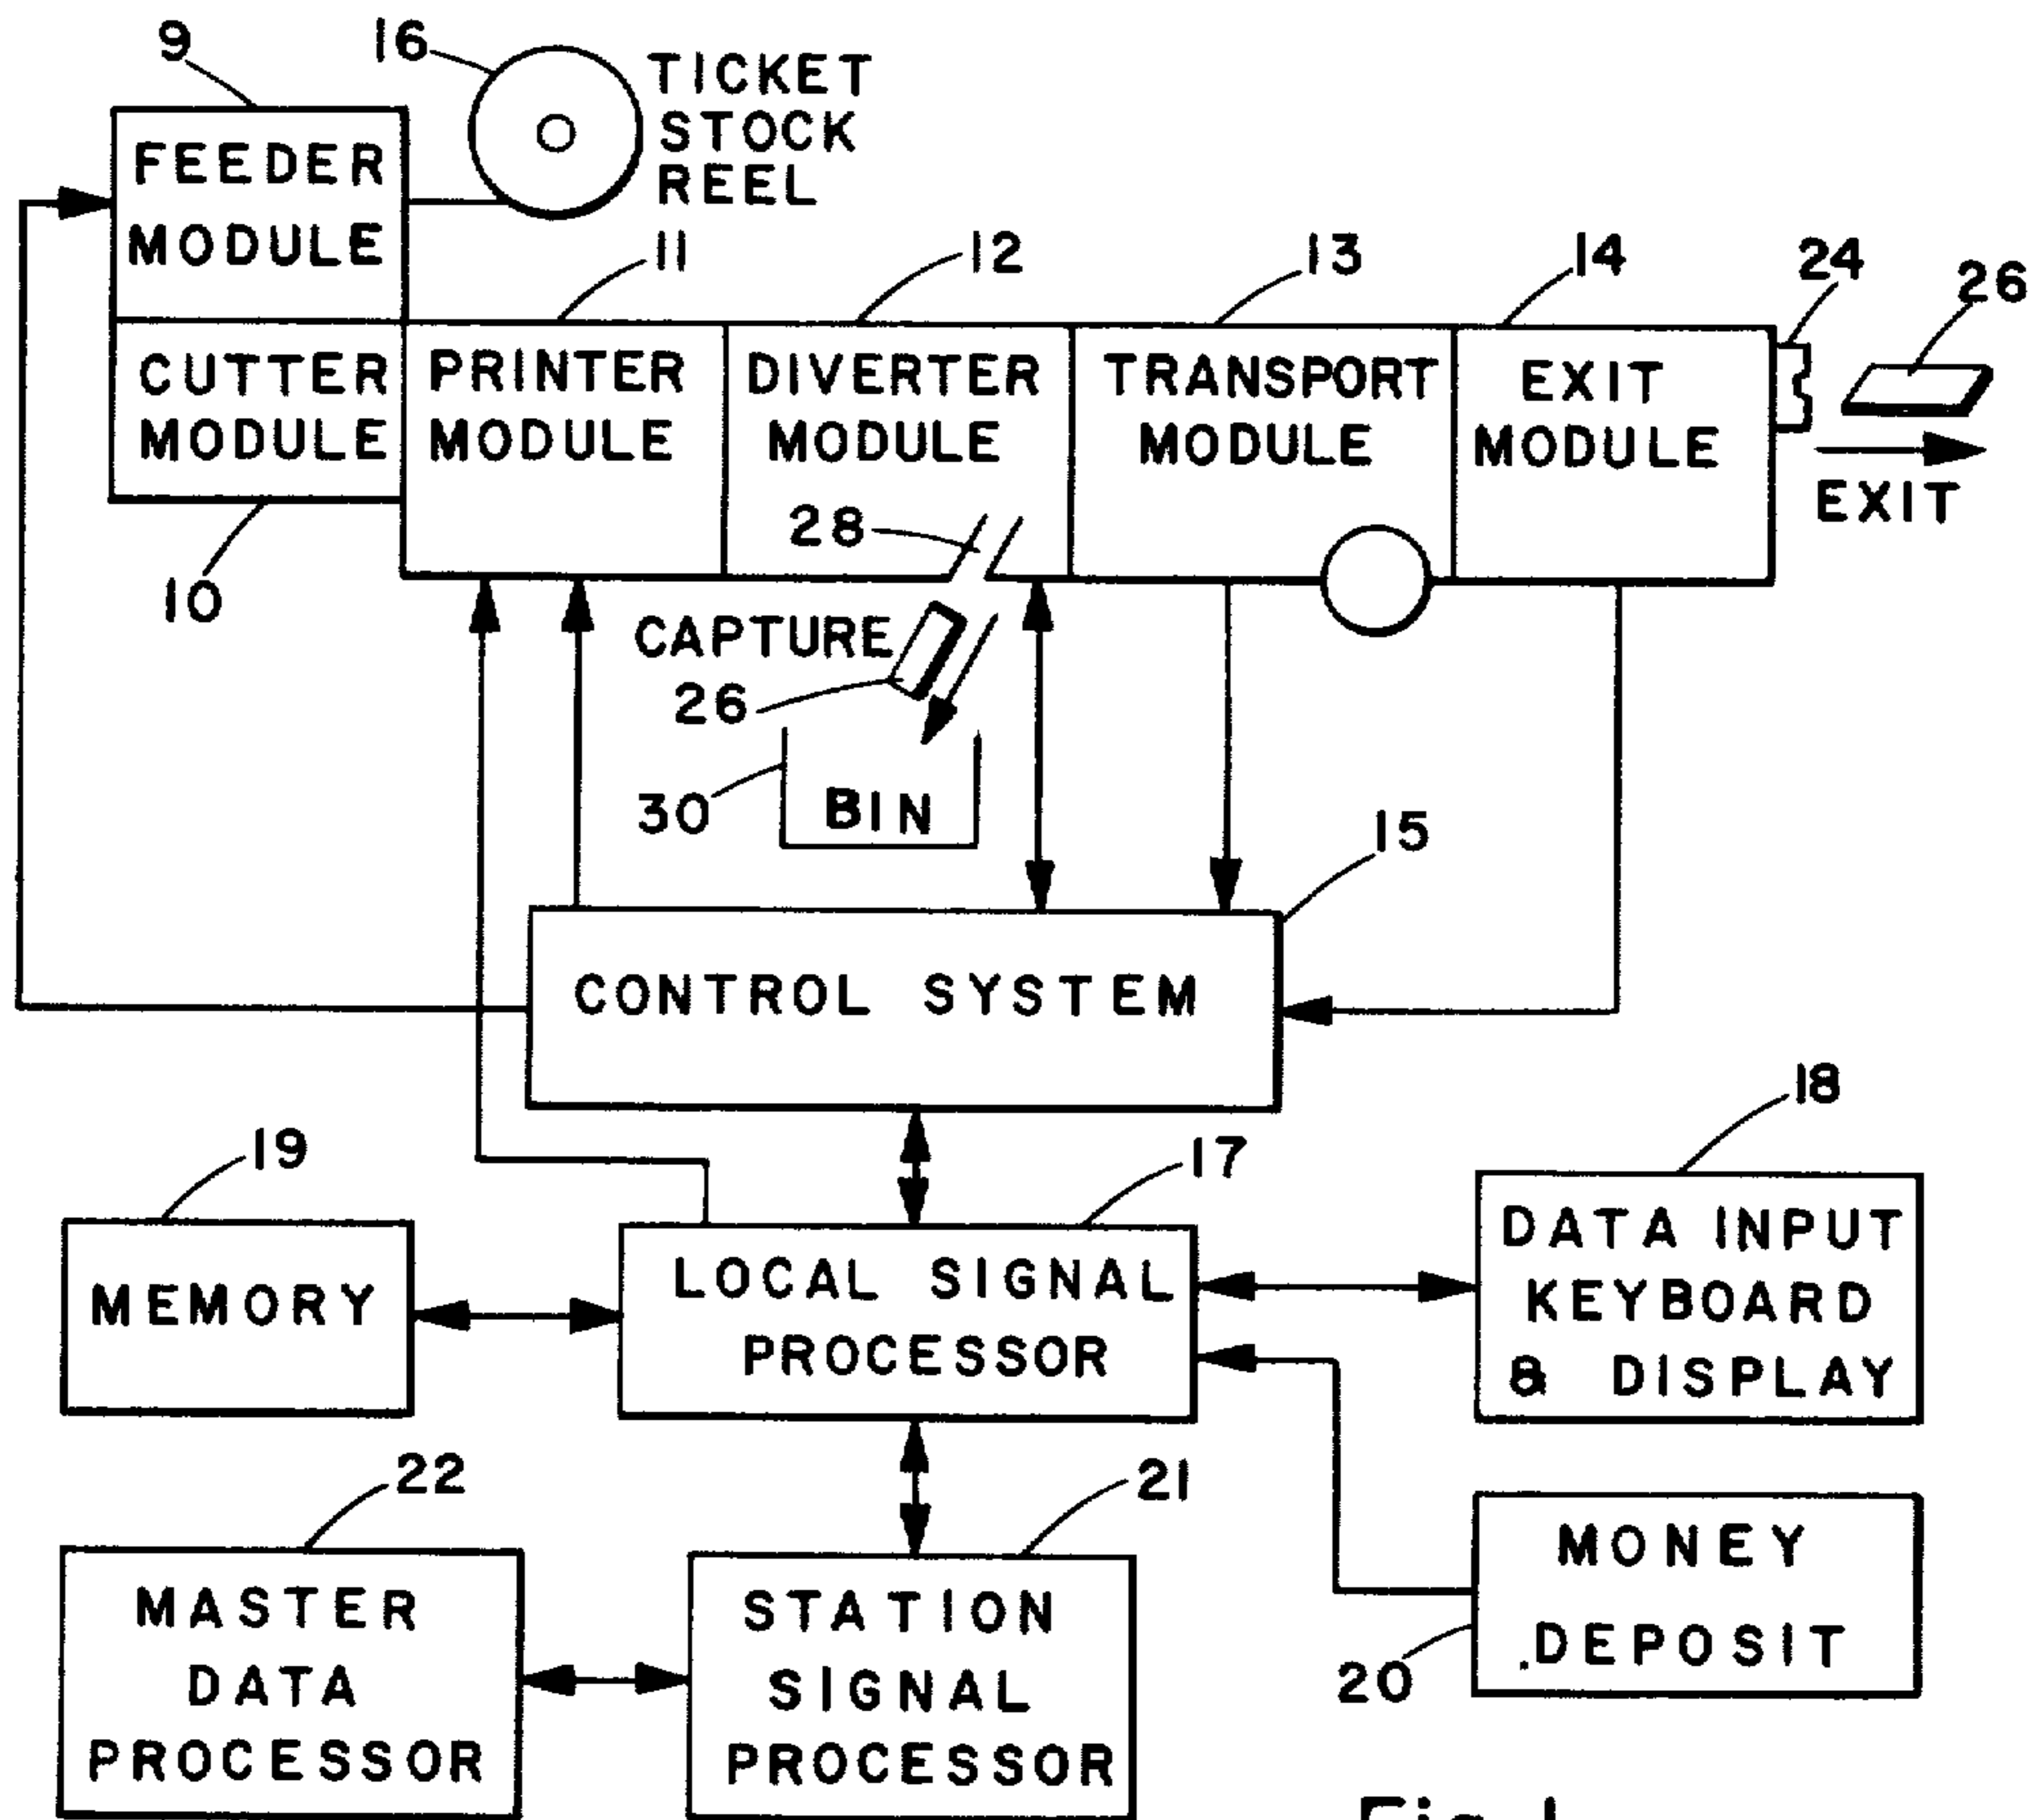 9
16
TICKET
STOCK
REEL
FEEDER
MODULE
11
12
13
14
24
26
CUTTER
MODULE
PRINTER
MODULE
DIVERTER
MODULE
TRANSPORT
MODULE
EXIT
MODULE
EXIT
28
10
CAPTURE
26
30
BIN
15
CONTROL SYSTEM
18
19
17
MEMORY
LOCAL SIGNAL
PROCESSOR
DATA INPUT
KEYBOARD
& DISPLAY
22
21
MASTER
DATA
PROCESSOR
STATION
SIGNAL
PROCESSOR
MONEY
DEPOSIT
20